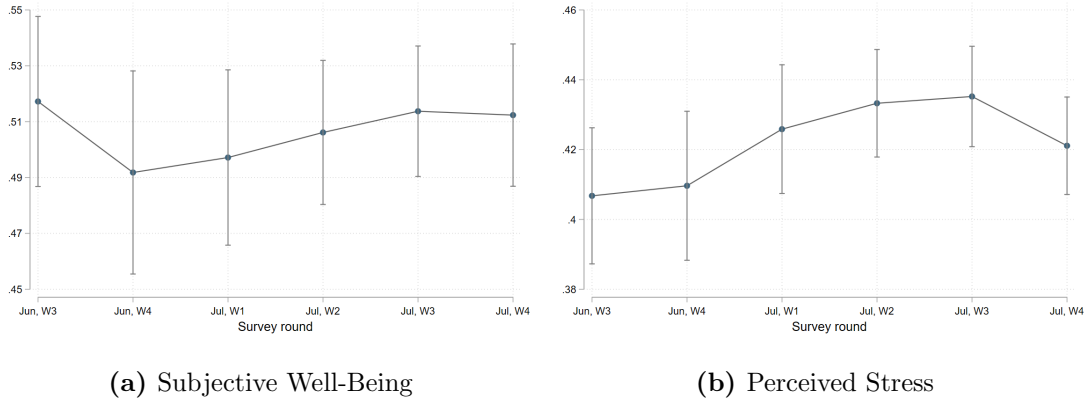 .55
.53
.51
.49
.47
.45
Jun, W3 Jun, W4 Jul, W1 Jul, W2 Jul, W3 Jul, W4
Survey round
(a) Subjective Well-Being
.46
.44
.42
.4
.38
Jun, W3 Jun, W4 Jul, W1 Jul, W2 Jul, W3 Jul, W4
Survey round
(b) Perceived Stress